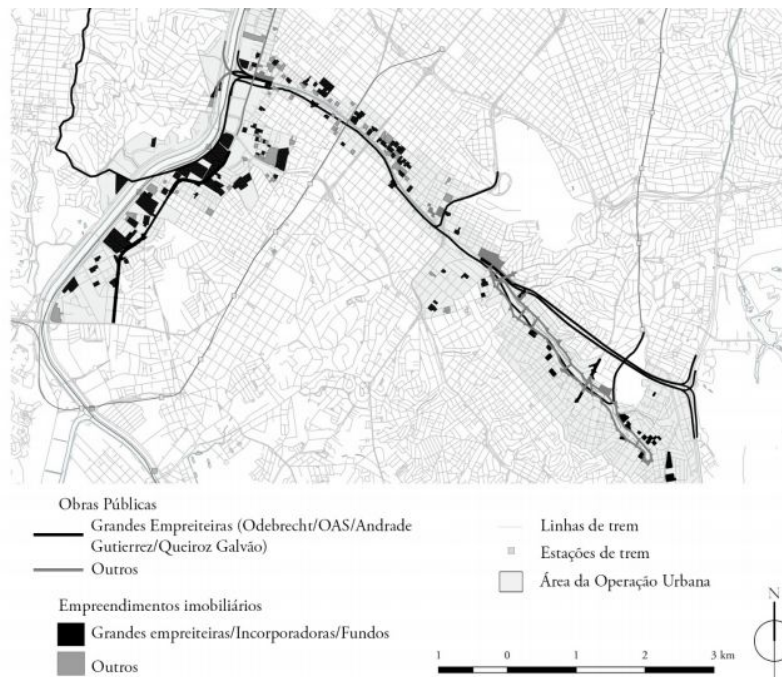 Obras Públicas
Grandes Empreiteiras (Odebrecht/OAS/Andrade
Gutierrez/Queiroz Galvão)
Outros
Empreendimentos imobiliários
Grandes empreiteiras/Incorporadoras/Fundos
Outros
Linhas de trem
Estações de trem
Área da Operação Urbana
N
1 0 1 2 3 km